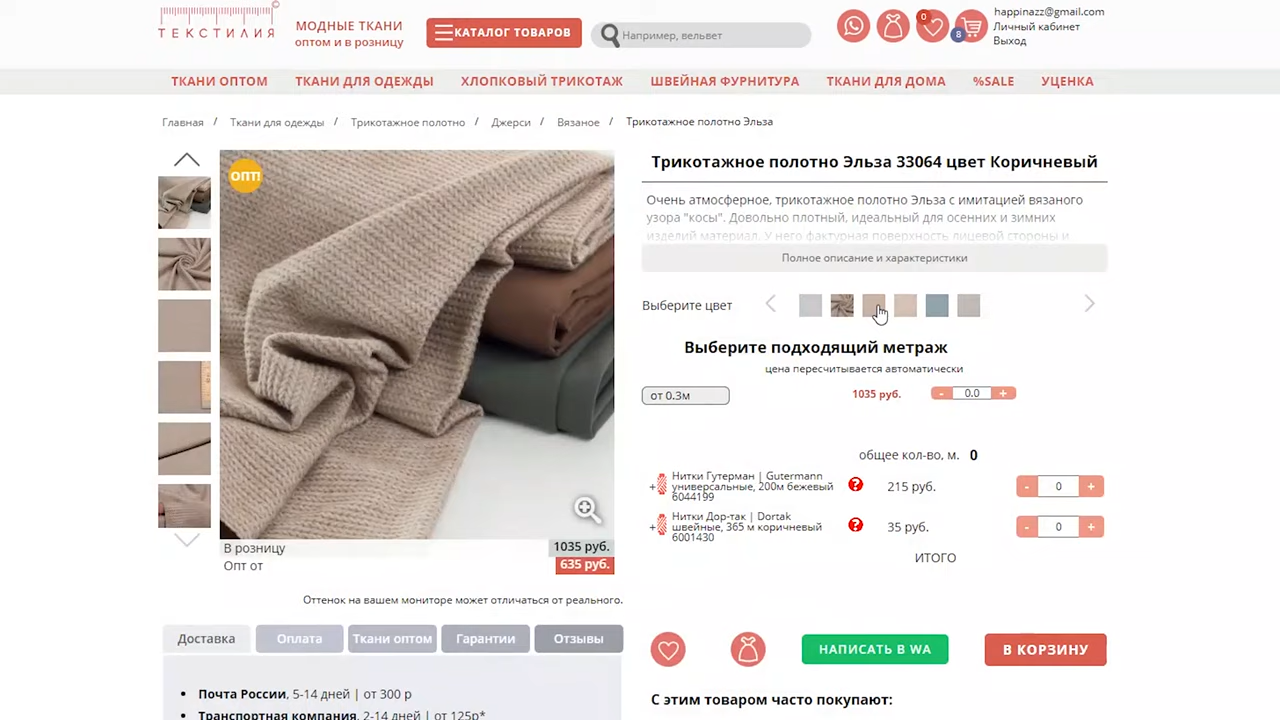 ТЕКСТИЛИЯ
МОДНЫЕ ТКАНИ
оптом и в розницу
КАТАЛОГ ТОВАРОВ
Например, вельвет
0
8
happinazz@gmail.com
Личный кабинет
Выход
ТКАНИ ОПТОМ ТКАНИ ДЛЯ ОДЕЖДЫ ХЛОПКОВЫЙ ТРИКОТАЖ ШВЕЙНАЯ ФУРНИТУРА ТКАНИ ДЛЯ ДОМА %SALE УЦЕНКА
Главная / Ткани для одежды / Трикотажное полотно / Джерси / Вязаное / Трикотажное полотно Эльза
ОПТ!
Трикотажное полотно Эльза 33064 цвет Коричневый
Очень атмосферное, трикотажное полотно Эльза с имитацией вязаного
узора "косы". Довольно плотный, идеальный для осенних и зимних
изделий материал. У него фактурная поверхность лицевой стороны и
Полное описание и характеристики
Выберите цвет
Выберите подходящий метраж
цена пересчитывается автоматически
от 0.3м 1035 руб. - 0.0 +
общее кол-во, м. 0
+ Нитки Гутерман | Gutermann
универсальные, 200м бежевый
6044199
? 215 руб. - 0 +
+ Нитки Дор-так | Dortak
швейные, 365 м коричневый
6001430
? 35 руб. - 0 +
ИТОГО
В розницу 1035 руб.
Опт от 635 руб.
Оттенок на вашем мониторе может отличаться от реального.
Доставка Оплата Ткани оптом Гарантии Отзывы
НАПИСАТЬ В WA
В КОРЗИНУ
• Почта России, 5-14 дней | от 300 р
• Транспортная компания, 2-14 дней | от 125р*
С этим товаром часто покупают: